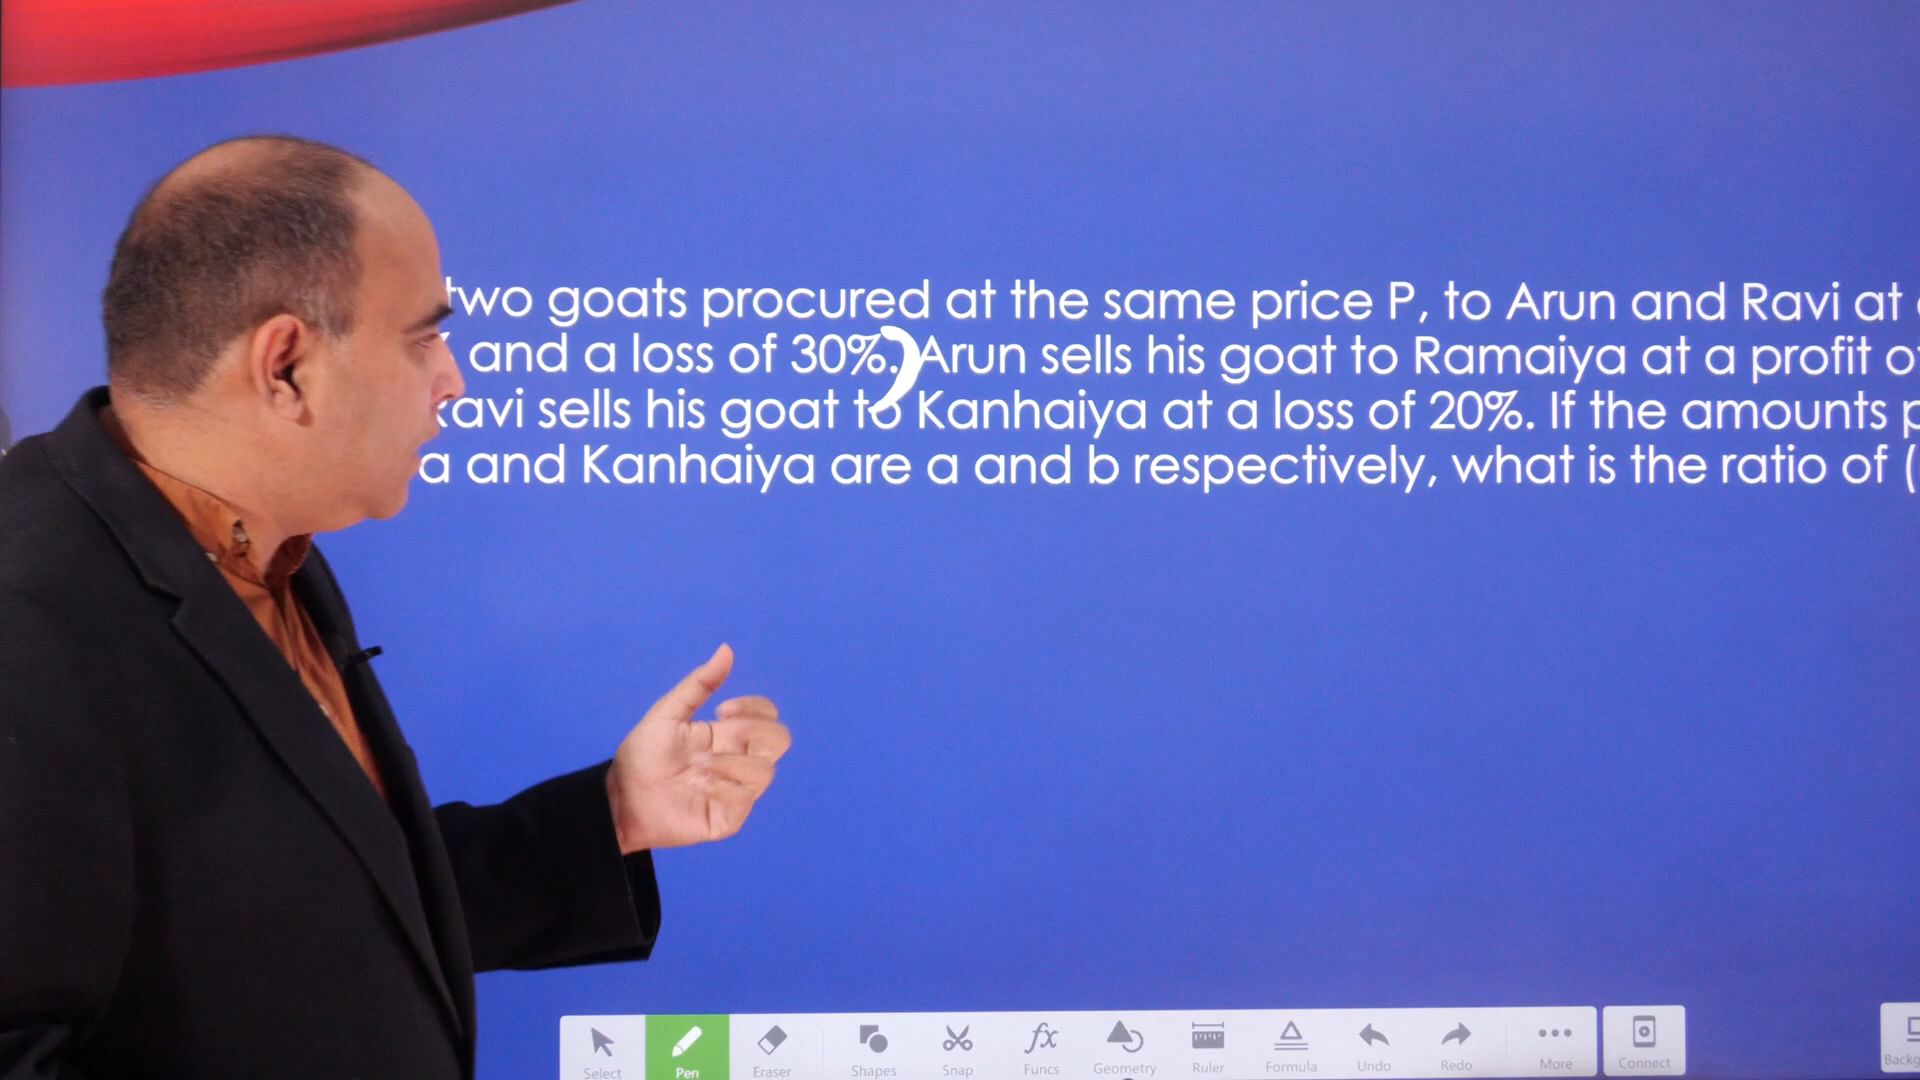 two goats procured at the same price P, to Arun and Ravi at
and a loss of 30%. Arun sells his goat to Ramaiya at a profit
Ravi sells his goat to Kanhaiya at a loss of 20%. If the amounts
and Kanhaiya are a and b respectively, what is the ratio of (
Select Pen Eraser Shapes Snap Funcs Geometry Ruler Formula Undo Redo More Connect